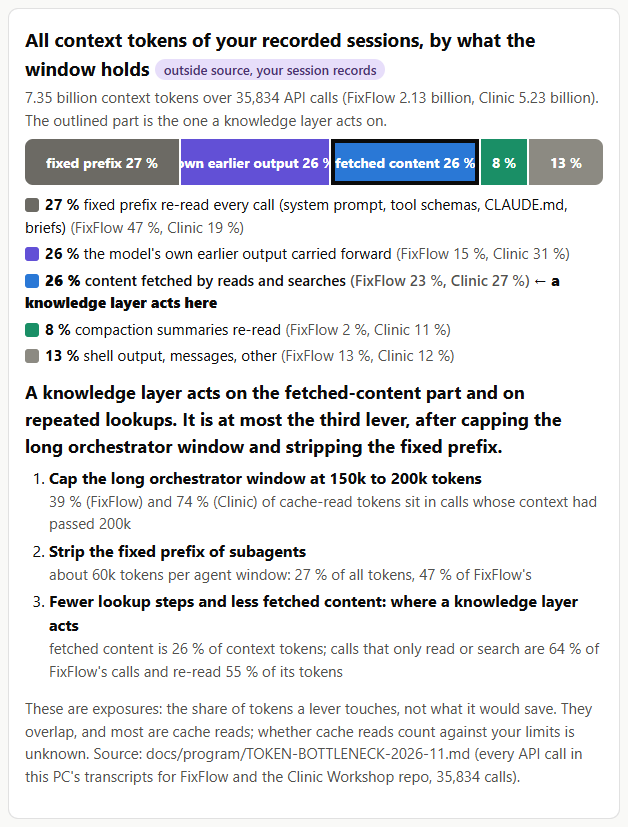 All context tokens of your recorded sessions, by what the
window holds outside source, your session records
7.35 billion context tokens over 35,834 API calls (FixFlow 2.13 billion, Clinic 5.23 billion).
The outlined part is the one a knowledge layer acts on.
fixed prefix 27 % own earlier output 26 % fetched content 26 % 8 % 13 %
27 % fixed prefix re-read every call (system prompt, tool schemas, CLAUDE.md,
briefs) (FixFlow 47 %, Clinic 19 %)
26 % the model's own earlier output carried forward (FixFlow 15 %, Clinic 31 %)
26 % content fetched by reads and searches (FixFlow 23 %, Clinic 27 %) ← a
knowledge layer acts here
8 % compaction summaries re-read (FixFlow 2 %, Clinic 11 %)
13 % shell output, messages, other (FixFlow 13 %, Clinic 12 %)
A knowledge layer acts on the fetched-content part and on
repeated lookups. It is at most the third lever, after capping the
long orchestrator window and stripping the fixed prefix.
1. Cap the long orchestrator window at 150k to 200k tokens
39 % (FixFlow) and 74 % (Clinic) of cache-read tokens sit in calls whose context had
passed 200k
2. Strip the fixed prefix of subagents
about 60k tokens per agent window: 27 % of all tokens, 47 % of FixFlow's
3. Fewer lookup steps and less fetched content: where a knowledge layer
acts
fetched content is 26 % of context tokens; calls that only read or search are 64 % of
FixFlow's calls and re-read 55 % of its tokens
These are exposures: the share of tokens a lever touches, not what it would save. They
overlap, and most are cache reads; whether cache reads count against your limits is
unknown. Source: docs/program/TOKEN-BOTTLENECK-2026-11.md (every API call in
this PC's transcripts for FixFlow and the Clinic Workshop repo, 35,834 calls).